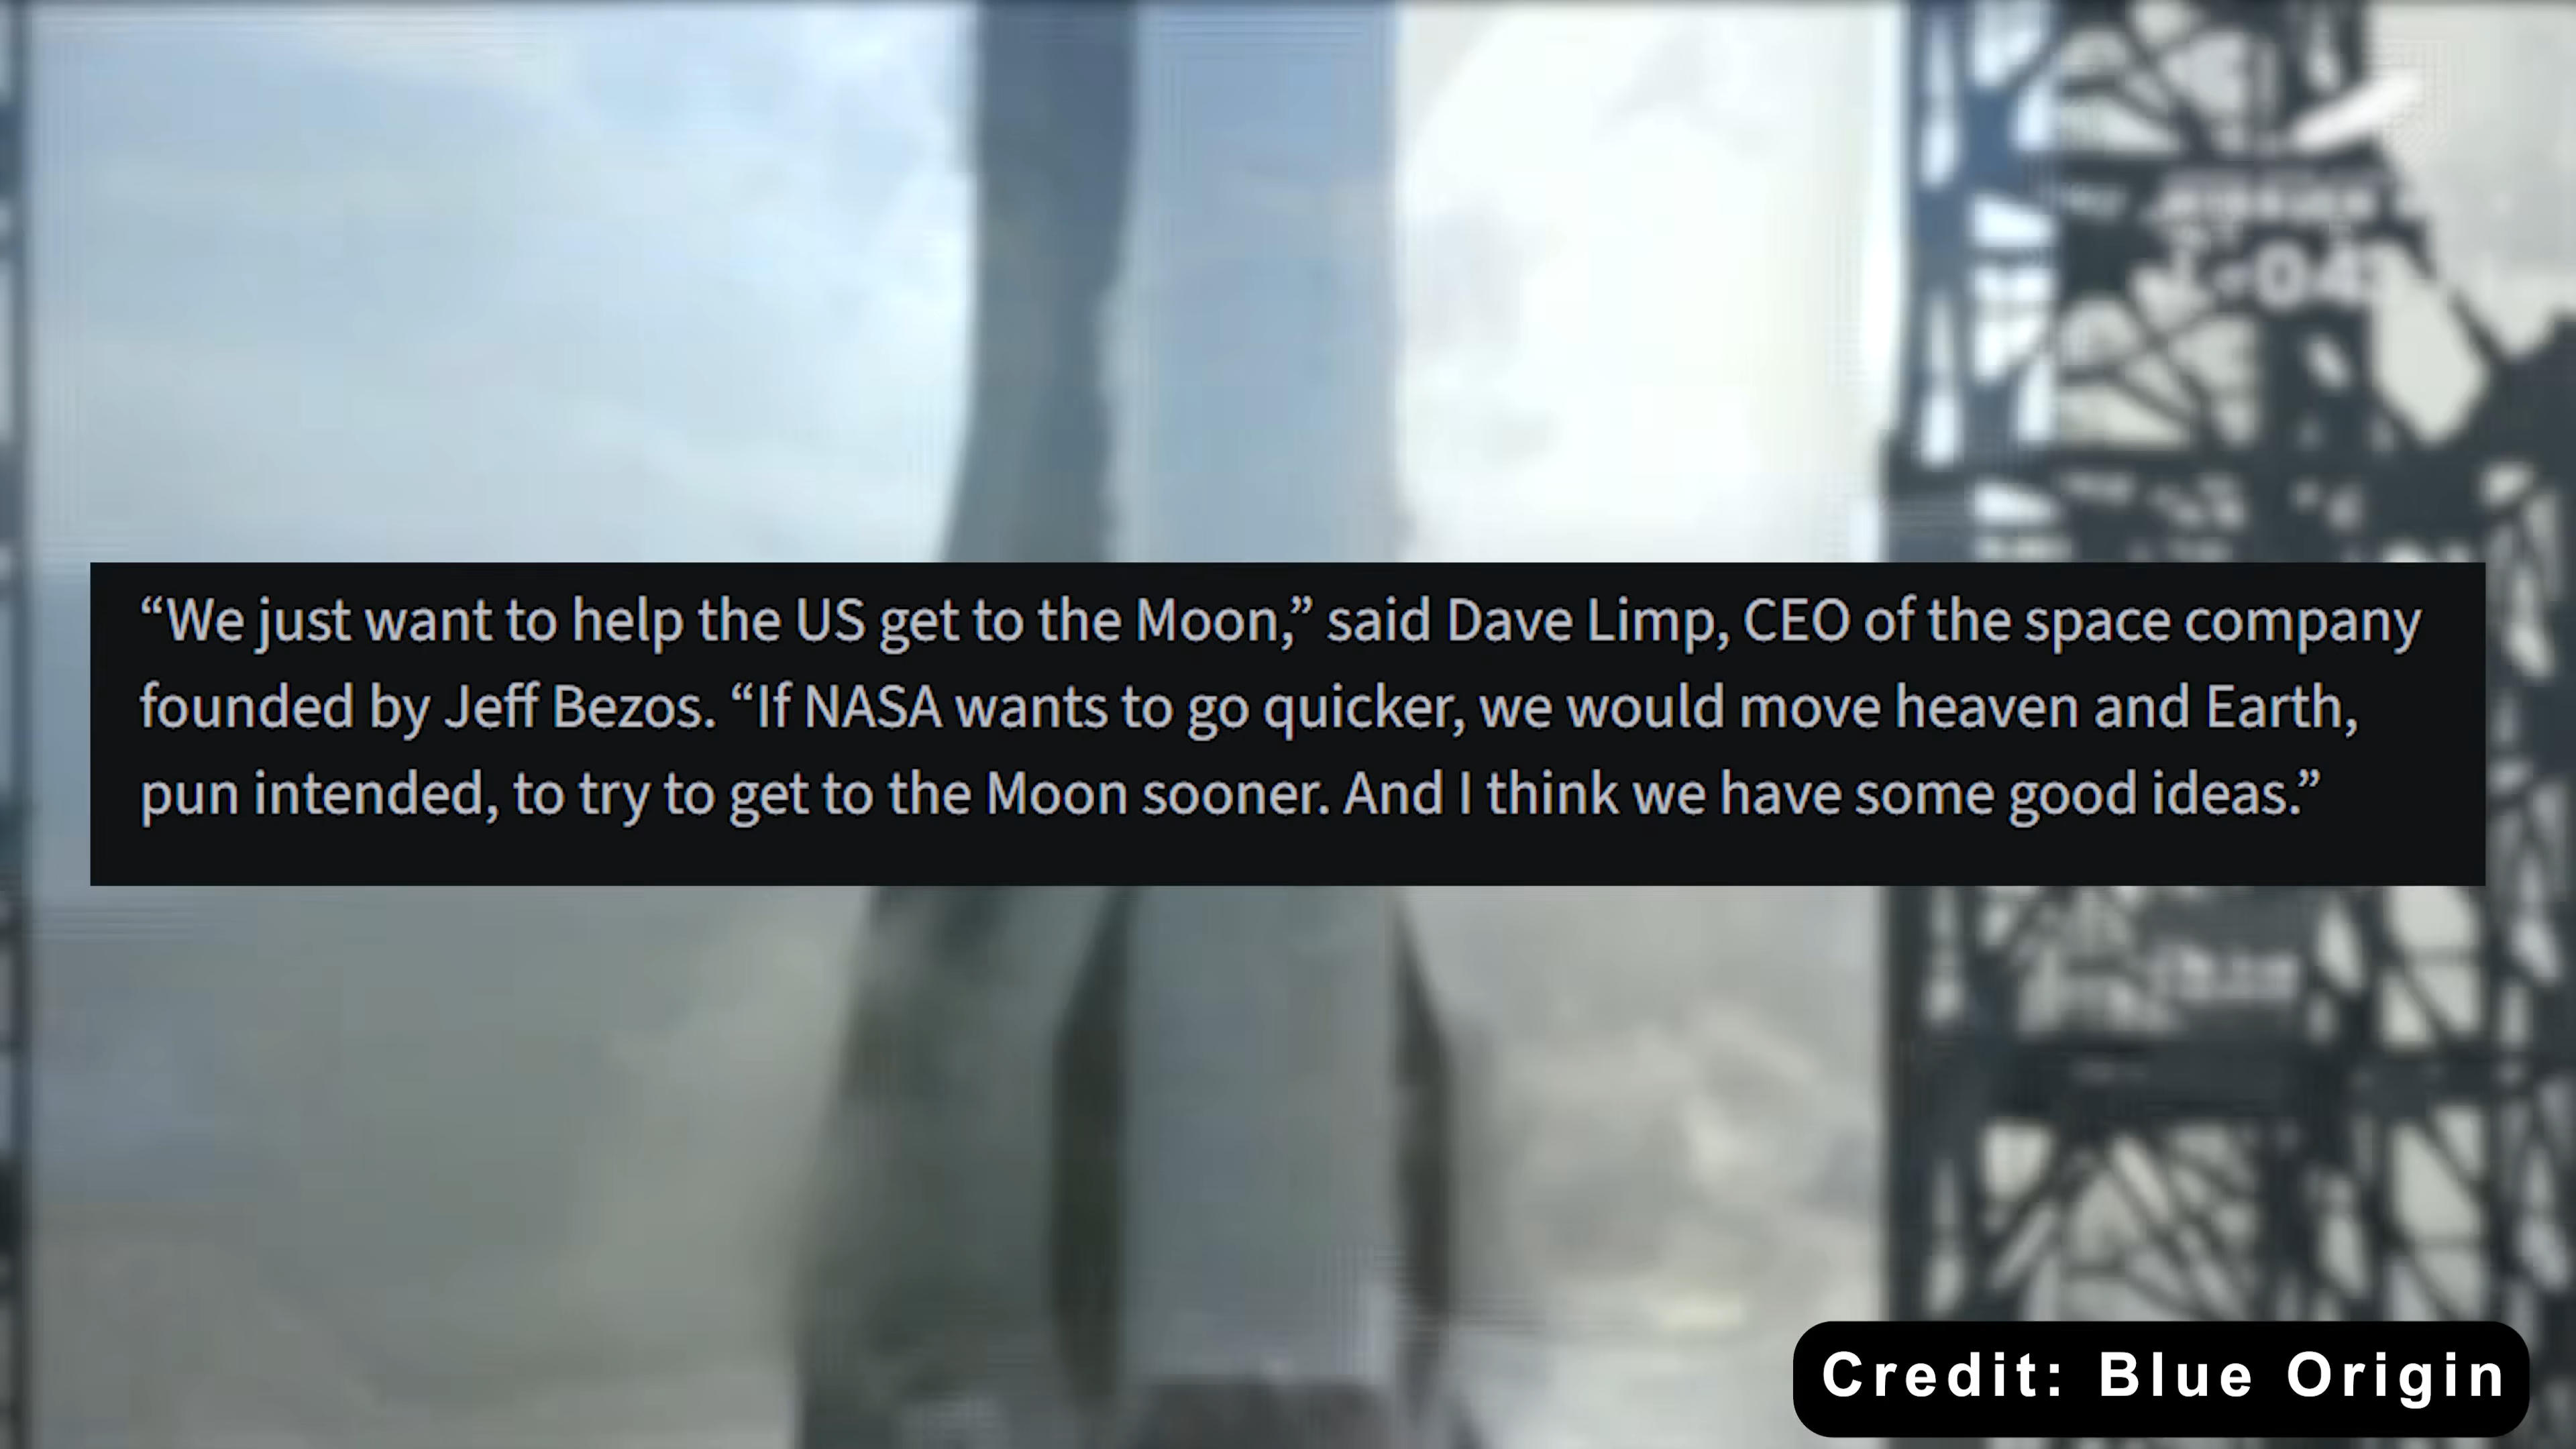 “We just want to help the US get to the Moon,” said Dave Limp, CEO of the space company
founded by Jeff Bezos. “If NASA wants to go quicker, we would move heaven and Earth,
pun intended, to try to get to the Moon sooner. And I think we have some good ideas.”
Credit: Blue Origin